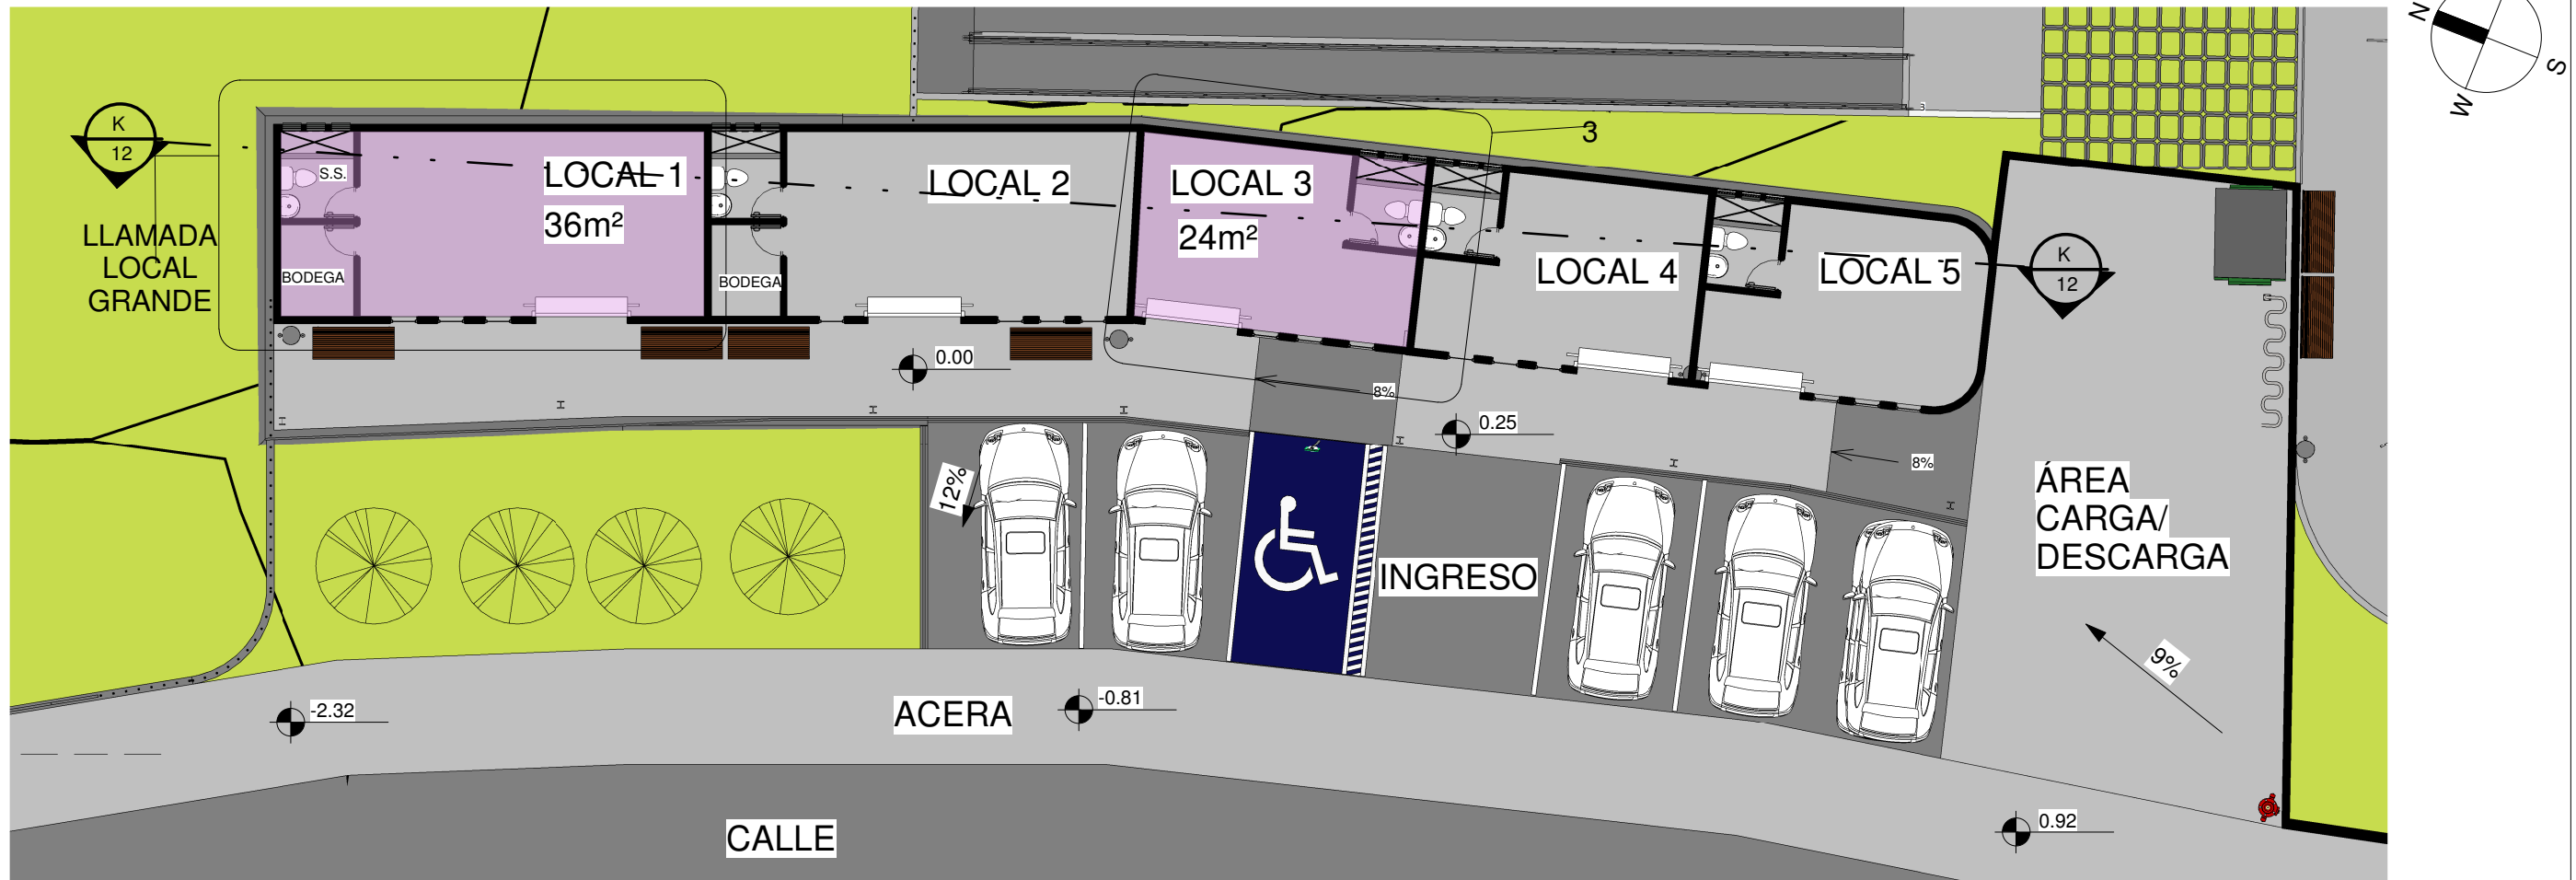 N
S
W
K
12
LLAMADA
LOCAL
GRANDE
S.S.
BODEGA
LOCAL 1
36m²
BODEGA
LOCAL 2
LOCAL 3
24m²
3
LOCAL 4
LOCAL 5
K
12
0.00
8%
0.25
8%
12%
INGRESO
ÁREA
CARGA/
DESCARGA
9%
-2.32
ACERA
-0.81
0.92
CALLE